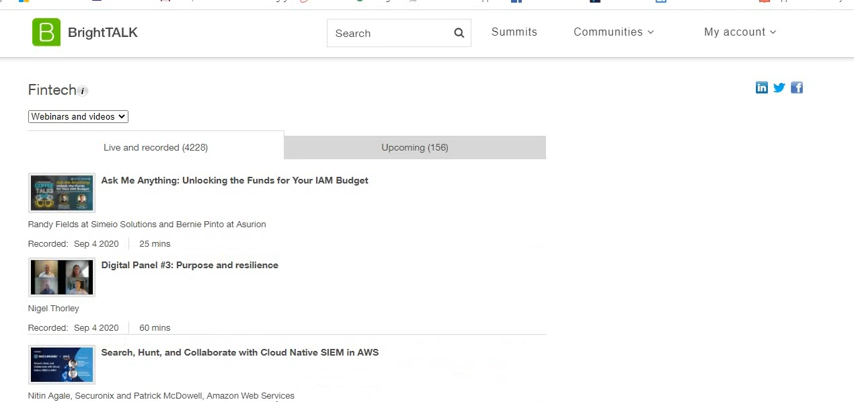 BrightTALK
Search
Summits
Communities
My account
Fintech
Webinars and videos
Live and recorded (4228)
Upcoming (156)
Ask Me Anything: Unlocking the Funds for Your IAM Budget
Randy Fields at Simeio Solutions and Bernie Pinto at Asurion
Recorded: Sep 4 2020 25 mins
Digital Panel #3: Purpose and resilience
Nigel Thorley
Recorded: Sep 4 2020 60 mins
Search, Hunt, and Collaborate with Cloud Native SIEM in AWS
Nitin Agale, Securonix and Patrick McDowell, Amazon Web Services